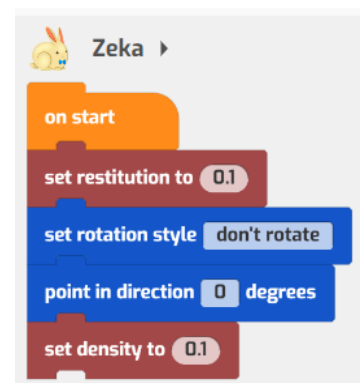 Zeka
on start
set restitution to 0.1
set rotation style don't rotate
point in direction 0 degrees
set density to 0.1